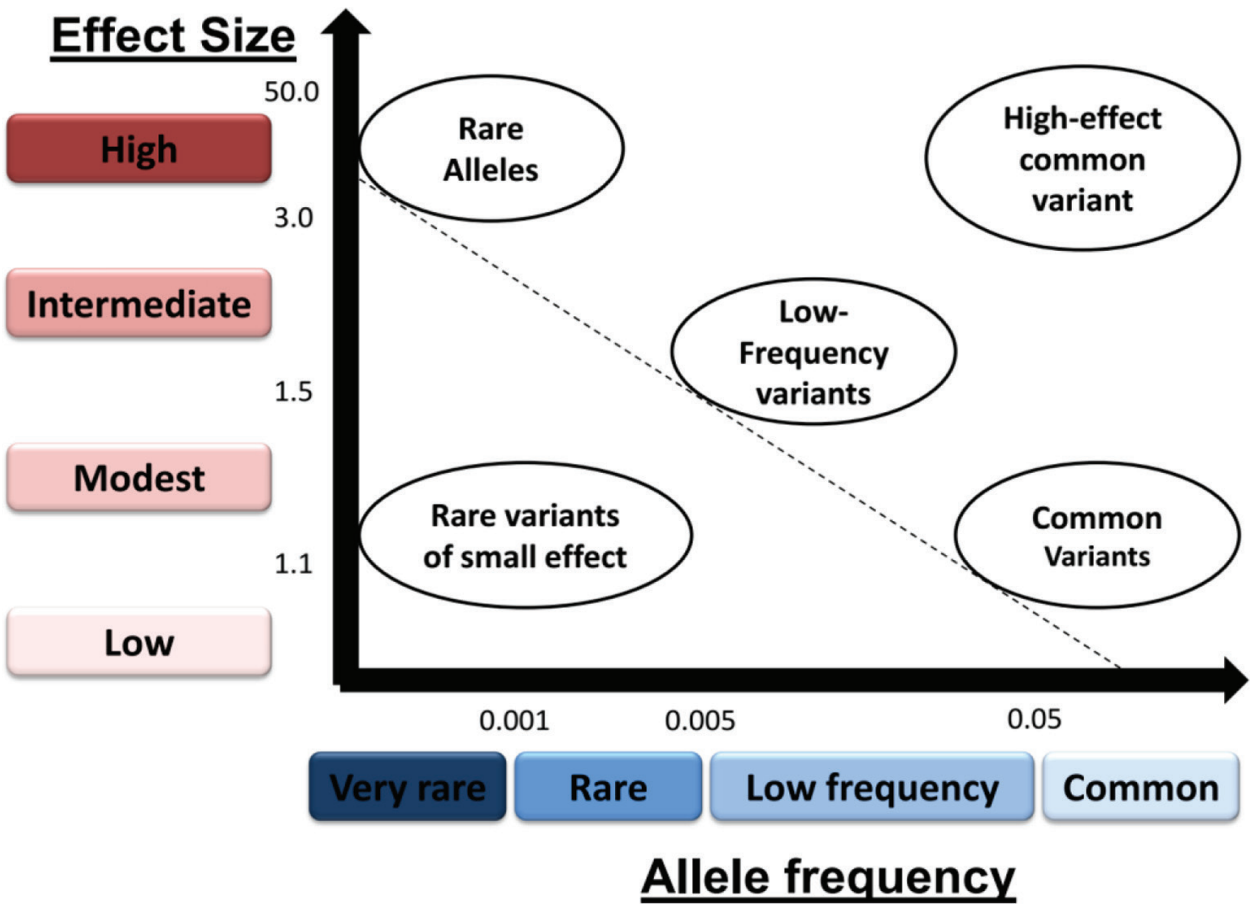 Effect Size
50.0
High
3.0
Intermediate
1.5
Modest
1.1
Low
Rare
Alleles
High-effect
common
variant
Low-
Frequency
variants
Rare variants
of small effect
Common
Variants
0.001
0.005
0.05
Very rare
Rare
Low frequency
Common
Allele frequency